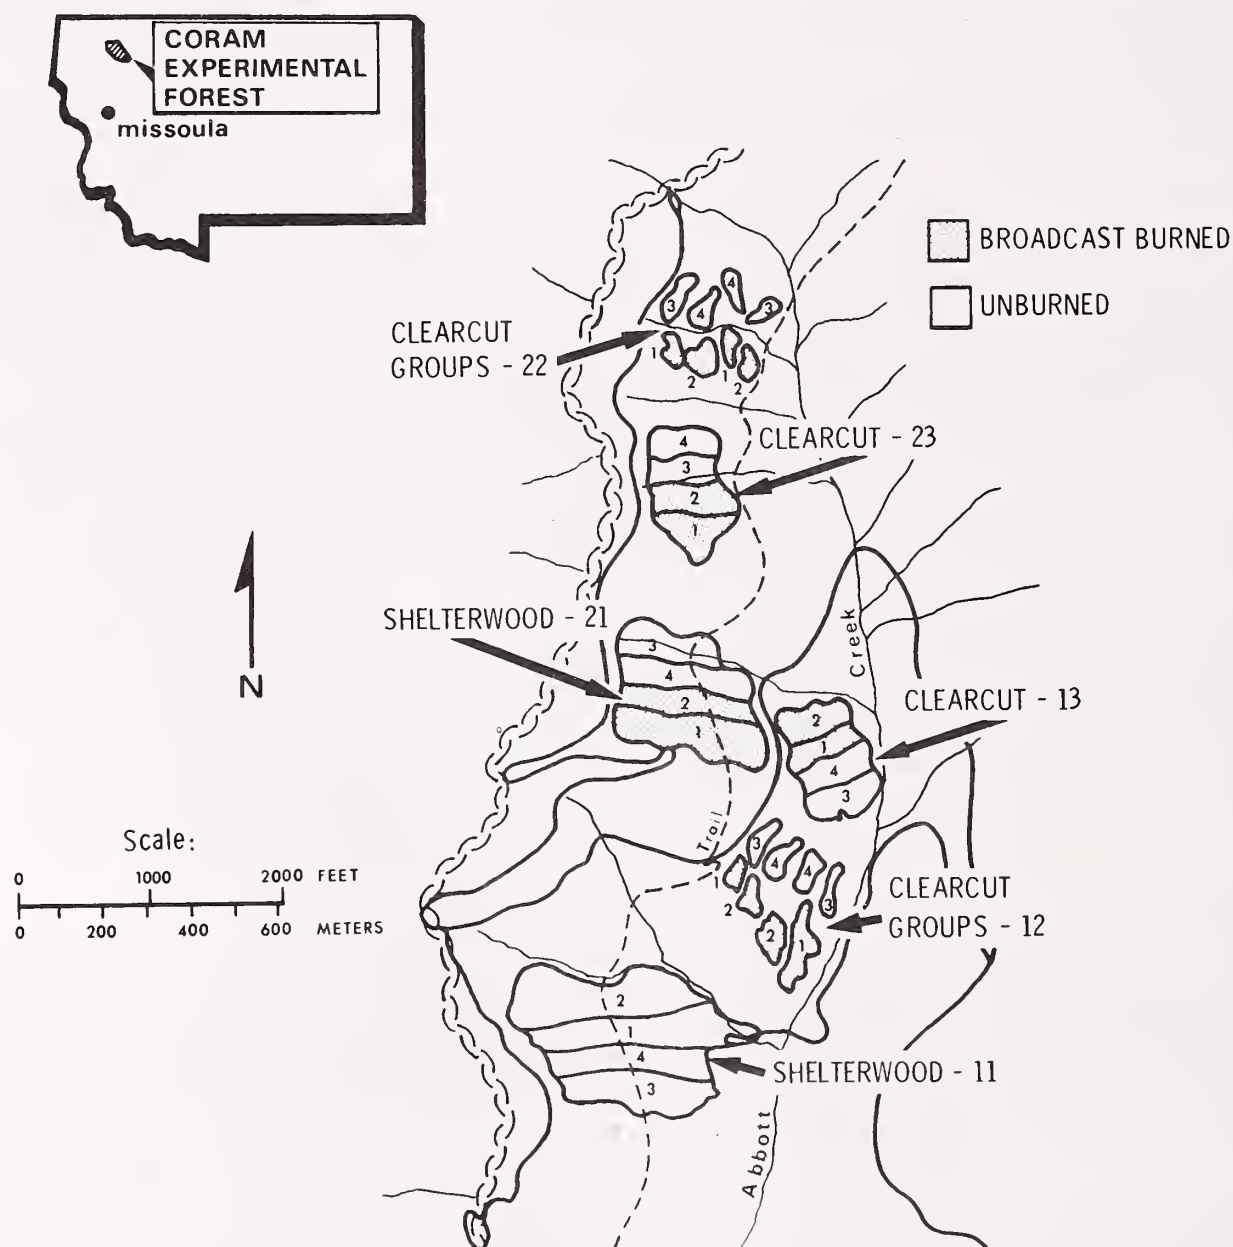 CORAM
EXPERIMENTAL
FOREST
missoula
BROADCAST BURNED
UNBURNED
CLEARCUT
GROUPS - 22
3
4
4
3
1
2
1
2
CLEARCUT - 23
4
3
2
1
SHELTERWOOD - 21
3
4
2
1
N
Creek
CLEARCUT - 13
2
1
4
3
Trail
Scale:
0 1000 2000 FEET
0 200 400 600 METERS
3
4
4
3
1
2
2
1
CLEARCUT
GROUPS - 12
2
1
4
3
SHELTERWOOD - 11
Abbott